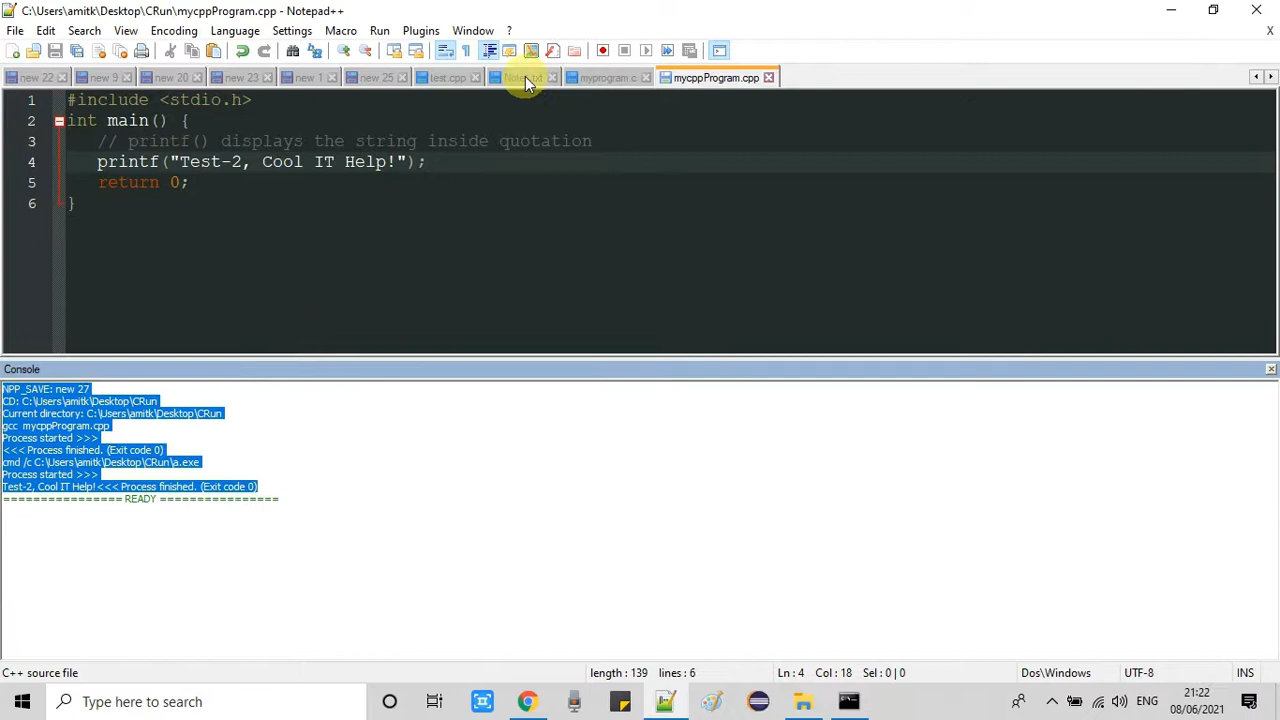 C:\Users\amitk\Desktop\CRun\mycppProgram.cpp - Notepad++
File Edit Search View Encoding Language Settings Macro Run Plugins Window ? X
new 22 new 9 new 20 new 23 new 1 new 25 test.cpp myprogram.c mycppProgram.cpp
1 #include <stdio.h>
2 int main() {
3 // printf() displays the string inside quotation
4 printf("Test-2, Cool IT Help!");
5 return 0;
6 }
Console
NPP_SAVE: new 27
CD: C:\Users\amitk\Desktop\CRun
Current directory: C:\Users\amitk\Desktop\CRun
gcc mycppProgram.cpp
Process started >>>
<<< Process finished. (Exit code 0)
cmd /c C:\Users\amitk\Desktop\CRun\a.exe
Process started >>>
Test-2, Cool IT Help!<<< Process finished. (Exit code 0)
================ READY ================
C++ source file length : 139 lines : 6 Ln : 4 Col : 18 Sel : 0 | 0 Dos\Windows UTF-8 INS
Type here to search ENG 21:22
08/06/2021